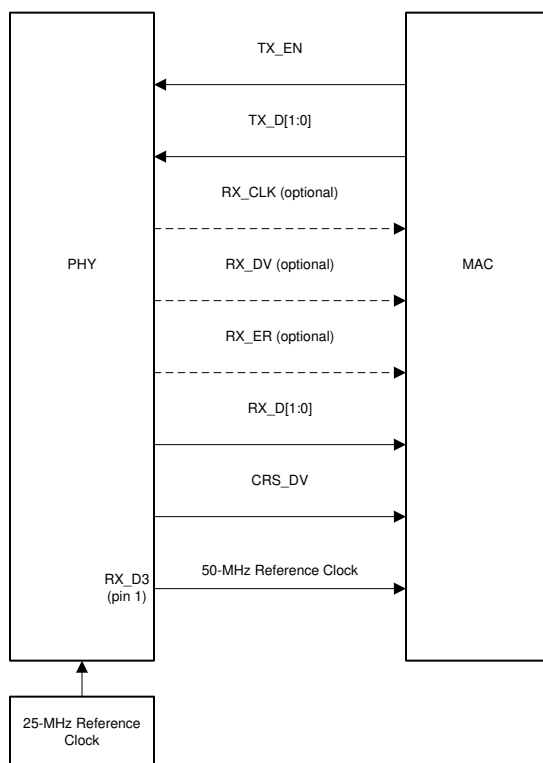 TX_EN
TX_D[1:0]
RX_CLK (optional)
PHY
RX_DV (optional)
MAC
RX_ER (optional)
RX_D[1:0]
CRS_DV
RX_D3
(pin 1)
50-MHz Reference Clock
25-MHz Reference
Clock